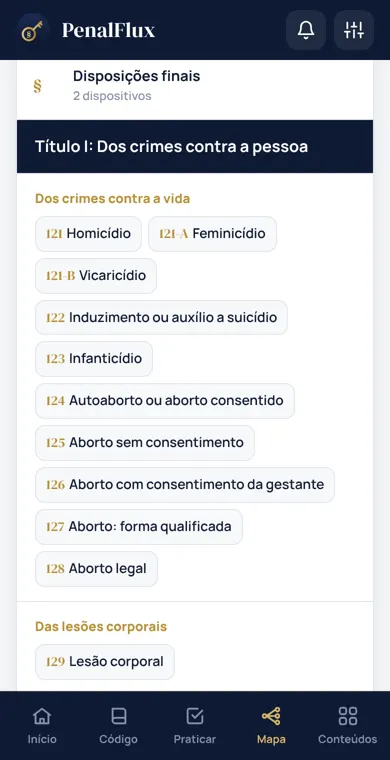 PenalFlux
§ Disposições finais
2 dispositivos
Título I: Dos crimes contra a pessoa
Dos crimes contra a vida
121 Homicídio 121-A Feminicídio
121-B Vicaricídio
122 Induzimento ou auxílio a suicídio
123 Infanticídio
124 Autoaborto ou aborto consentido
125 Aborto sem consentimento
126 Aborto com consentimento da gestante
127 Aborto: forma qualificada
128 Aborto legal
Das lesões corporais
129 Lesão corporal
Início Código Praticar Mapa Conteúdos